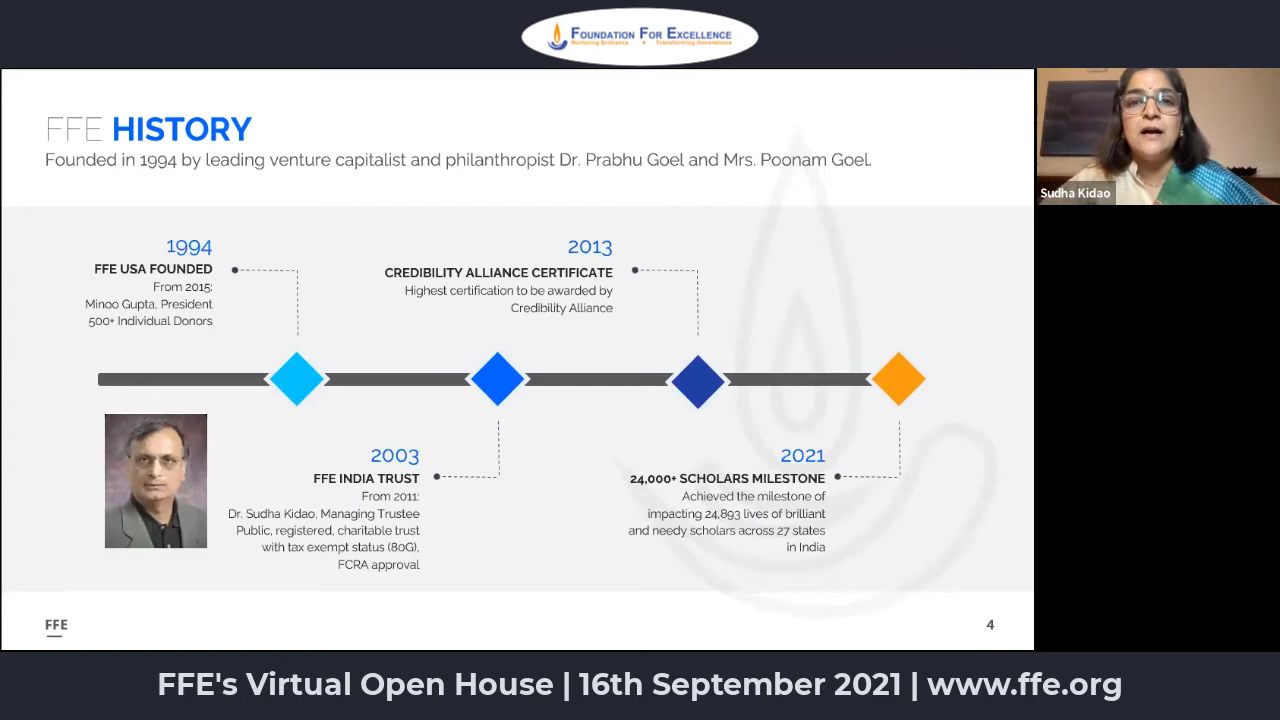 FOUNDATION FOR EXCELLENCE
Nurturing Brilliance • Transforming Generations
FFE HISTORY
Founded in 1994 by leading venture capitalist and philanthropist Dr. Prabhu Goel and Mrs. Poonam Goel.
Sudha Kidao
1994
FFE USA FOUNDED
From 2015:
Minoo Gupta, President
500+ Individual Donors
2013
CREDIBILITY ALLIANCE CERTIFICATE
Highest certification to be awarded by
Credibility Alliance
2003
FFE INDIA TRUST
From 2011:
Dr. Sudha Kidao, Managing Trustee
Public, registered, charitable trust
with tax exempt status (80G),
FCRA approval
2021
24,000+ SCHOLARS MILESTONE
Achieved the milestone of
impacting 24,893 lives of brilliant
and needy scholars across 27 states
in India
FFE
4
FFE's Virtual Open House | 16th September 2021 | www.ffe.org